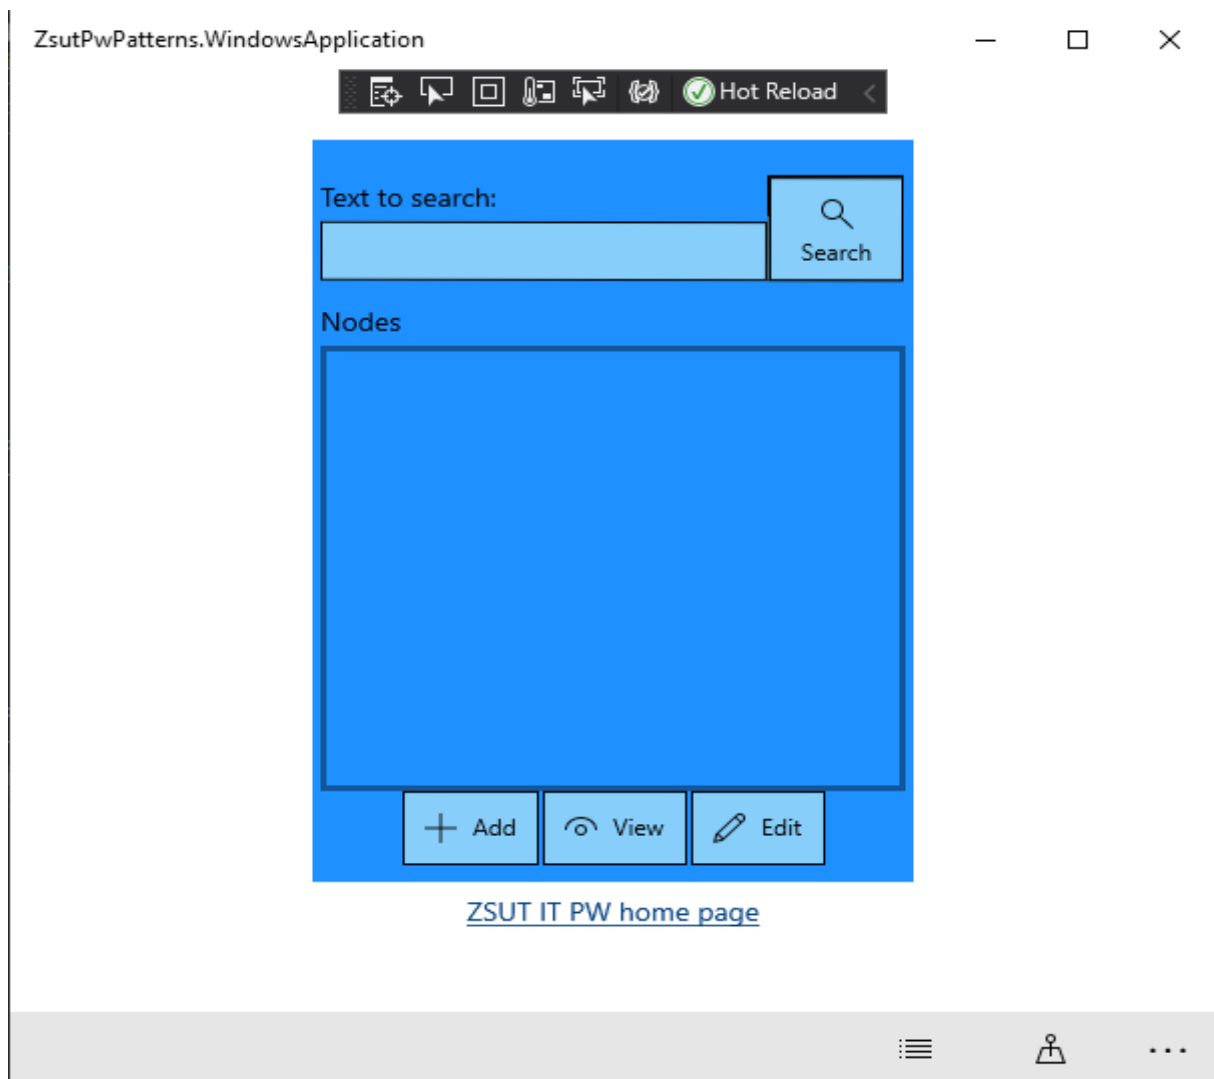 ZsutPwPatterns.WindowsApplication
Hot Reload
Text to search:
Search
Nodes
Add
View
Edit
ZSUT IT PW home page